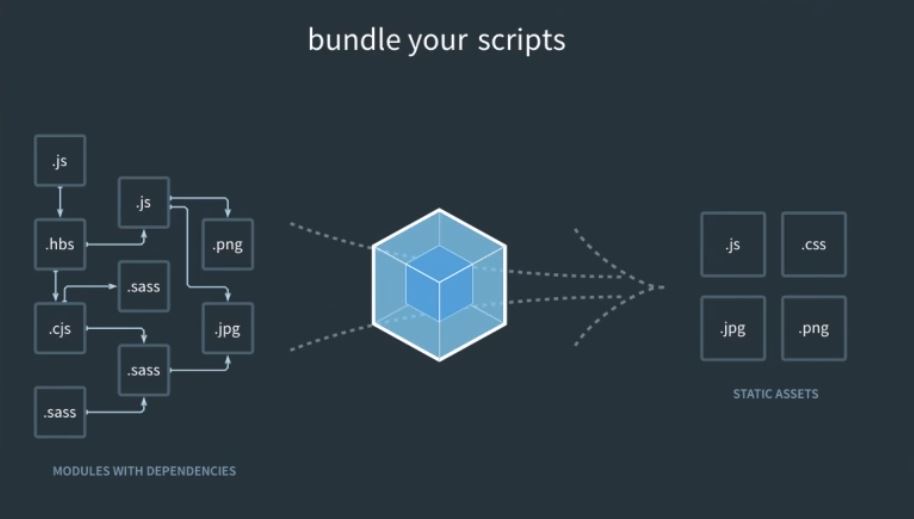 bundle your scripts
.js
.js
.hbs
.png
.sass
.cjs
.jpg
.sass
.sass
MODULES WITH DEPENDENCIES
.js
.css
.jpg
.png
STATIC ASSETS